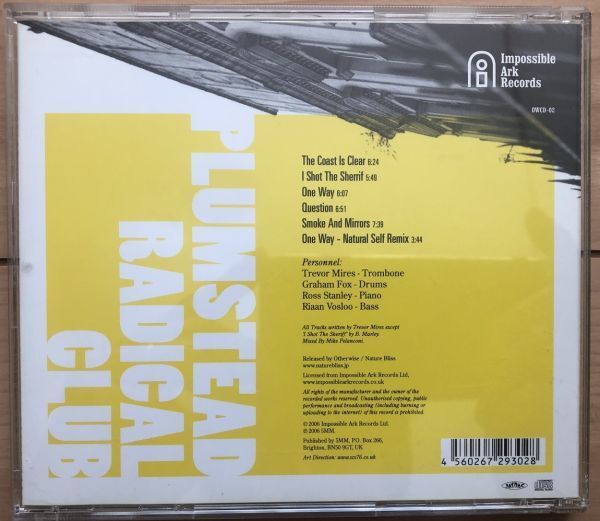 Impossible
Ark
Records
OWCD-02
PLUMSTEAD
RADICAL
CLUB
The Coast Is Clear 6:24
I Shot The Sherrif 5:49
One Way 6:07
Question 6:51
Smoke And Mirrors 7:39
One Way - Natural Self Remix 3:44
Personnel:
Trevor Mires - Trombone
Graham Fox - Drums
Ross Stanley - Piano
Riaan Vosloo - Bass
All Tracks written by Trevor Mires except
'I Shot The Sheriff' by B. Marley.
Mixed By Mike Pelanconi.
Released by Otherwise / Nature Bliss
www.naturebliss.jp
Licensed from Impossible Ark Records Ltd,
www.impossiblearkrecords.co.uk
All rights of the manufacturer and the owner of the
recorded works reserved. Unauthorised copying, public
performance and broadcasting (including burning or
uploading to the internet) of this record is prohibited.
© 2006 Impossible Ark Records Ltd.
℗ 2006 5MM.
Published by 5MM, P.O. Box 266,
Brighton, BN50 9GT, UK
Art Direction: www.scs76.co.uk
4 560267 293028